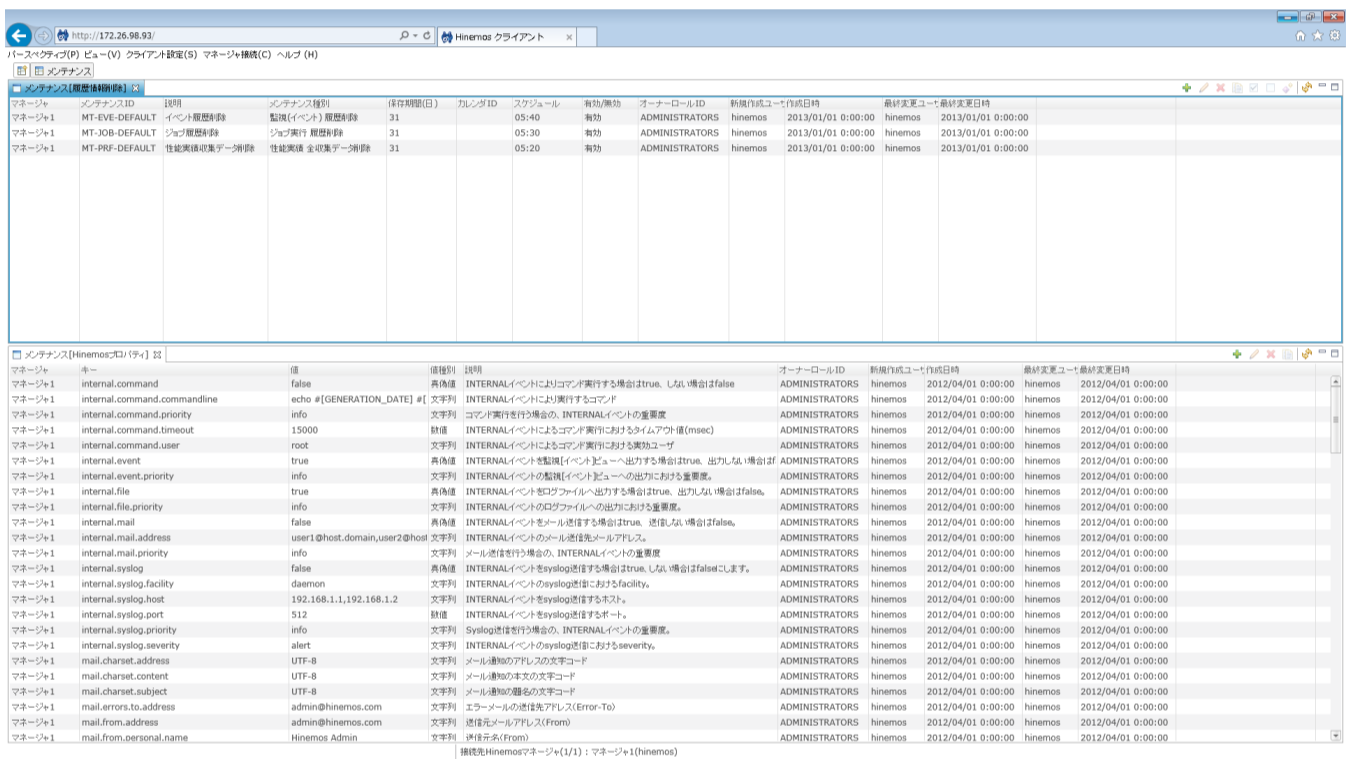 http://172.26.98.93/ Hinemos クライアント
パースペクティブ(P) ビュー(V) クライアント設定(S) マネージャ接続(C) ヘルプ (H)
メンテナンス
メンテナンス[履歴情報削除]
マネージャ メンテナンスID 説明 メンテナンス種別 保存期間(日) カレンダID スケジュール 有効/無効 オーナーロールID 新規作成ユー 作成日時 最終変更ユー 最終変更日時
マネージャ1 MT-EVE-DEFAULT イベント履歴削除 監視(イベント) 履歴削除 31 05:40 有効 ADMINISTRATORS hinemos 2013/01/01 0:00:00 hinemos 2013/01/01 0:00:00
マネージャ1 MT-JOB-DEFAULT ジョブ履歴削除 ジョブ実行 履歴削除 31 05:30 有効 ADMINISTRATORS hinemos 2013/01/01 0:00:00 hinemos 2013/01/01 0:00:00
マネージャ1 MT-PRF-DEFAULT 性能実績収集データ削除 性能実績 全収集データ削除 31 05:20 有効 ADMINISTRATORS hinemos 2013/01/01 0:00:00 hinemos 2013/01/01 0:00:00
メンテナンス[Hinemosプロパティ]
マネージャ キー 値 値種別 説明 オーナーロールID 新規作成ユー 作成日時 最終変更ユー 最終変更日時
マネージャ1 internal.command false 真偽値 INTERNALイベントによりコマンド実行する場合はtrue、しない場合はfalse ADMINISTRATORS hinemos 2012/04/01 0:00:00 hinemos 2012/04/01 0:00:00
マネージャ1 internal.command.commandline echo #[GENERATION_DATE] #[ 文字列 INTERNALイベントにより実行するコマンド ADMINISTRATORS hinemos 2012/04/01 0:00:00 hinemos 2012/04/01 0:00:00
マネージャ1 internal.command.priority info 文字列 コマンド実行を行う場合の、INTERNALイベントの重要度 ADMINISTRATORS hinemos 2012/04/01 0:00:00 hinemos 2012/04/01 0:00:00
マネージャ1 internal.command.timeout 15000 数値 INTERNALイベントによるコマンド実行におけるタイムアウト値(msec) ADMINISTRATORS hinemos 2012/04/01 0:00:00 hinemos 2012/04/01 0:00:00
マネージャ1 internal.command.user root 文字列 INTERNALイベントによるコマンド実行における実効ユーザ ADMINISTRATORS hinemos 2012/04/01 0:00:00 hinemos 2012/04/01 0:00:00
マネージャ1 internal.event true 真偽値 INTERNALイベントを監視[イベント]ビューへ出力する場合はtrue、出力しない場合はf ADMINISTRATORS hinemos 2012/04/01 0:00:00 hinemos 2012/04/01 0:00:00
マネージャ1 internal.event.priority info 文字列 INTERNALイベントの監視[イベント]ビューへの出力における重要度。 ADMINISTRATORS hinemos 2012/04/01 0:00:00 hinemos 2012/04/01 0:00:00
マネージャ1 internal.file true 真偽値 INTERNALイベントをログファイルへ出力する場合はtrue、出力しない場合はfalse。 ADMINISTRATORS hinemos 2012/04/01 0:00:00 hinemos 2012/04/01 0:00:00
マネージャ1 internal.file.priority info 文字列 INTERNALイベントのログファイルへの出力における重要度。 ADMINISTRATORS hinemos 2012/04/01 0:00:00 hinemos 2012/04/01 0:00:00
マネージャ1 internal.mail false 真偽値 INTERNALイベントをメール送信する場合はtrue、送信しない場合はfalse。 ADMINISTRATORS hinemos 2012/04/01 0:00:00 hinemos 2012/04/01 0:00:00
マネージャ1 internal.mail.address user1@host.domain,user2@host 文字列 INTERNALイベントのメール送信先メールアドレス。 ADMINISTRATORS hinemos 2012/04/01 0:00:00 hinemos 2012/04/01 0:00:00
マネージャ1 internal.mail.priority info 文字列 メール送信を行う場合の、INTERNALイベントの重要度 ADMINISTRATORS hinemos 2012/04/01 0:00:00 hinemos 2012/04/01 0:00:00
マネージャ1 internal.syslog false 真偽値 INTERNALイベントをsyslog送信する場合はtrue、しない場合はfalseにします。 ADMINISTRATORS hinemos 2012/04/01 0:00:00 hinemos 2012/04/01 0:00:00
マネージャ1 internal.syslog.facility daemon 文字列 INTERNALイベントのsyslog送信におけるfacility。 ADMINISTRATORS hinemos 2012/04/01 0:00:00 hinemos 2012/04/01 0:00:00
マネージャ1 internal.syslog.host 192.168.1.1,192.168.1.2 文字列 INTERNALイベントをsyslog送信するホスト。 ADMINISTRATORS hinemos 2012/04/01 0:00:00 hinemos 2012/04/01 0:00:00
マネージャ1 internal.syslog.port 512 数値 INTERNALイベントをsyslog送信するポート。 ADMINISTRATORS hinemos 2012/04/01 0:00:00 hinemos 2012/04/01 0:00:00
マネージャ1 internal.syslog.priority info 文字列 Syslog送信を行う場合の、INTERNALイベントの重要度。 ADMINISTRATORS hinemos 2012/04/01 0:00:00 hinemos 2012/04/01 0:00:00
マネージャ1 internal.syslog.severity alert 文字列 INTERNALイベントのsyslog送信におけるseverity。 ADMINISTRATORS hinemos 2012/04/01 0:00:00 hinemos 2012/04/01 0:00:00
マネージャ1 mail.charset.address UTF-8 文字列 メール通知のアドレスの文字コード ADMINISTRATORS hinemos 2012/04/01 0:00:00 hinemos 2012/04/01 0:00:00
マネージャ1 mail.charset.content UTF-8 文字列 メール通知の本文の文字コード ADMINISTRATORS hinemos 2012/04/01 0:00:00 hinemos 2012/04/01 0:00:00
マネージャ1 mail.charset.subject UTF-8 文字列 メール通知の題名の文字コード ADMINISTRATORS hinemos 2012/04/01 0:00:00 hinemos 2012/04/01 0:00:00
マネージャ1 mail.errors.to.address admin@hinemos.com 文字列 エラーメールの送信先アドレス(Error-To) ADMINISTRATORS hinemos 2012/04/01 0:00:00 hinemos 2012/04/01 0:00:00
マネージャ1 mail.from.address admin@hinemos.com 文字列 送信元メールアドレス(From) ADMINISTRATORS hinemos 2012/04/01 0:00:00 hinemos 2012/04/01 0:00:00
マネージャ1 mail.from.personal.name Hinemos Admin 文字列 送信元名(From) ADMINISTRATORS hinemos 2012/04/01 0:00:00 hinemos 2012/04/01 0:00:00
接続先Hinemosマネージャ(1/1) : マネージャ1(hinemos)